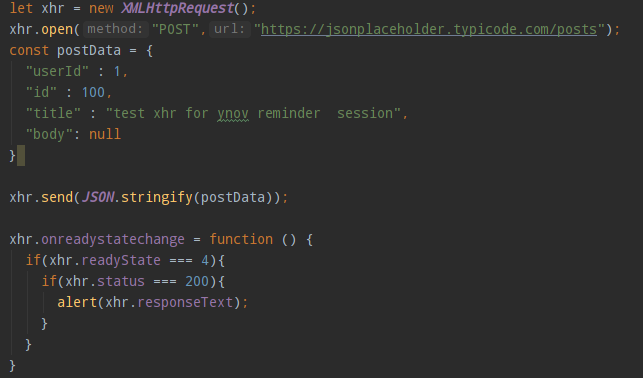 let xhr = new XMLHttpRequest();
xhr.open( method: "POST", url: "https://jsonplaceholder.typicode.com/posts");
const postData = {
  "userId" : 1,
  "id" : 100,
  "title" : "test xhr for ynov reminder  session",
  "body": null
}
xhr.send(JSON.stringify(postData));
xhr.onreadystatechange = function () {
  if(xhr.readyState === 4){
    if(xhr.status === 200){
      alert(xhr.responseText);
    }
  }
}